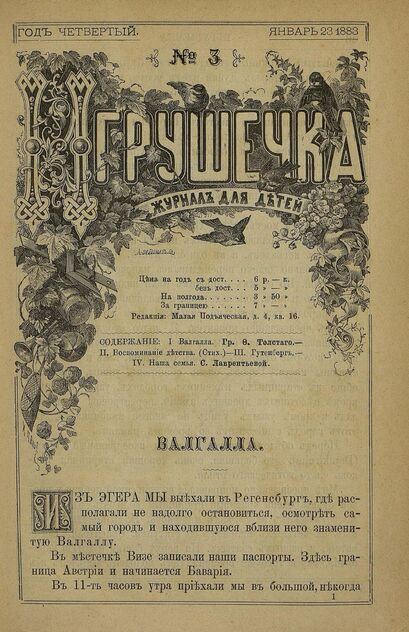 ГОДЪ ЧЕТВЕРТЫЙ. ЯНВАРЬ 23 1883
№ 3
ИГРУШЕЧКА
ЖУРНАЛЪ ДЛЯ ДѢТЕЙ
Цѣна на годъ съ дост. . . . . 6 р. — к.
безъ дост. . . . 5 » — »
На полгода. . . . . . . . 3 » 50 »
За границею . . . . . . . 7 » — »
Редакція: Малая Подъяческая, д. 4, кв. 16.
СОДЕРЖАНІЕ: I Валгалла. Гр. Ѳ. Толстаго.—
II, Воспоминаніе дѣтства. (Стих.)—III. Гутенбергъ.—
IV. Наша семья. С. Лаврентьевой.
ВАЛГАЛЛА.
ИЗЪ ЭГЕРА МЫ выѣхали въ Регенсбургъ, гдѣ рас-
полагали не надолго остановиться, осмотрѣть са-
мый городъ и находившуюся вблизи него знамени-
тую Валгаллу.
Въ мѣстечкѣ Визе записали наши паспорты. Здѣсь гра-
ница Австріи и начинается Баварія.
Въ 11-ть часовъ утра пріѣхали мы въ большой, нѣкогда
1